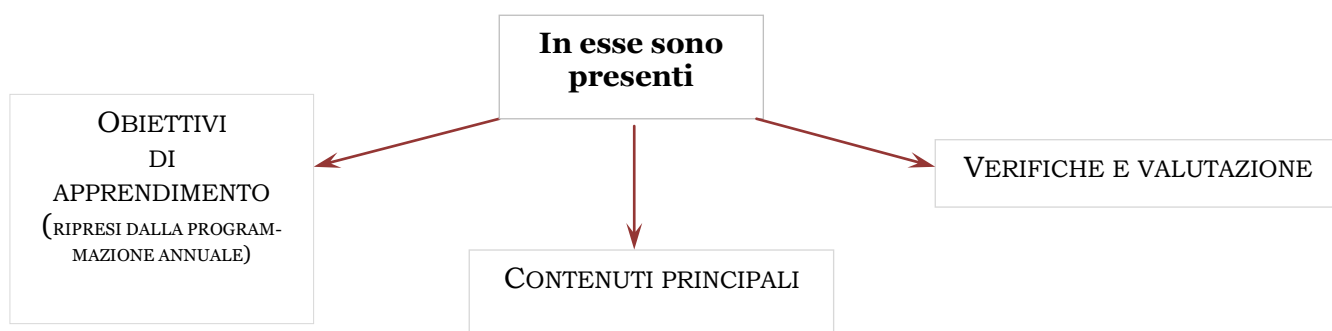 In esse sono
presenti
OBIETTIVI
DI
APPRENDIMENTO
(RIPRESI DALLA PROGRAM-
MAZIONE ANNUALE)
CONTENUTI PRINCIPALI
VERIFICHE E VALUTAZIONE